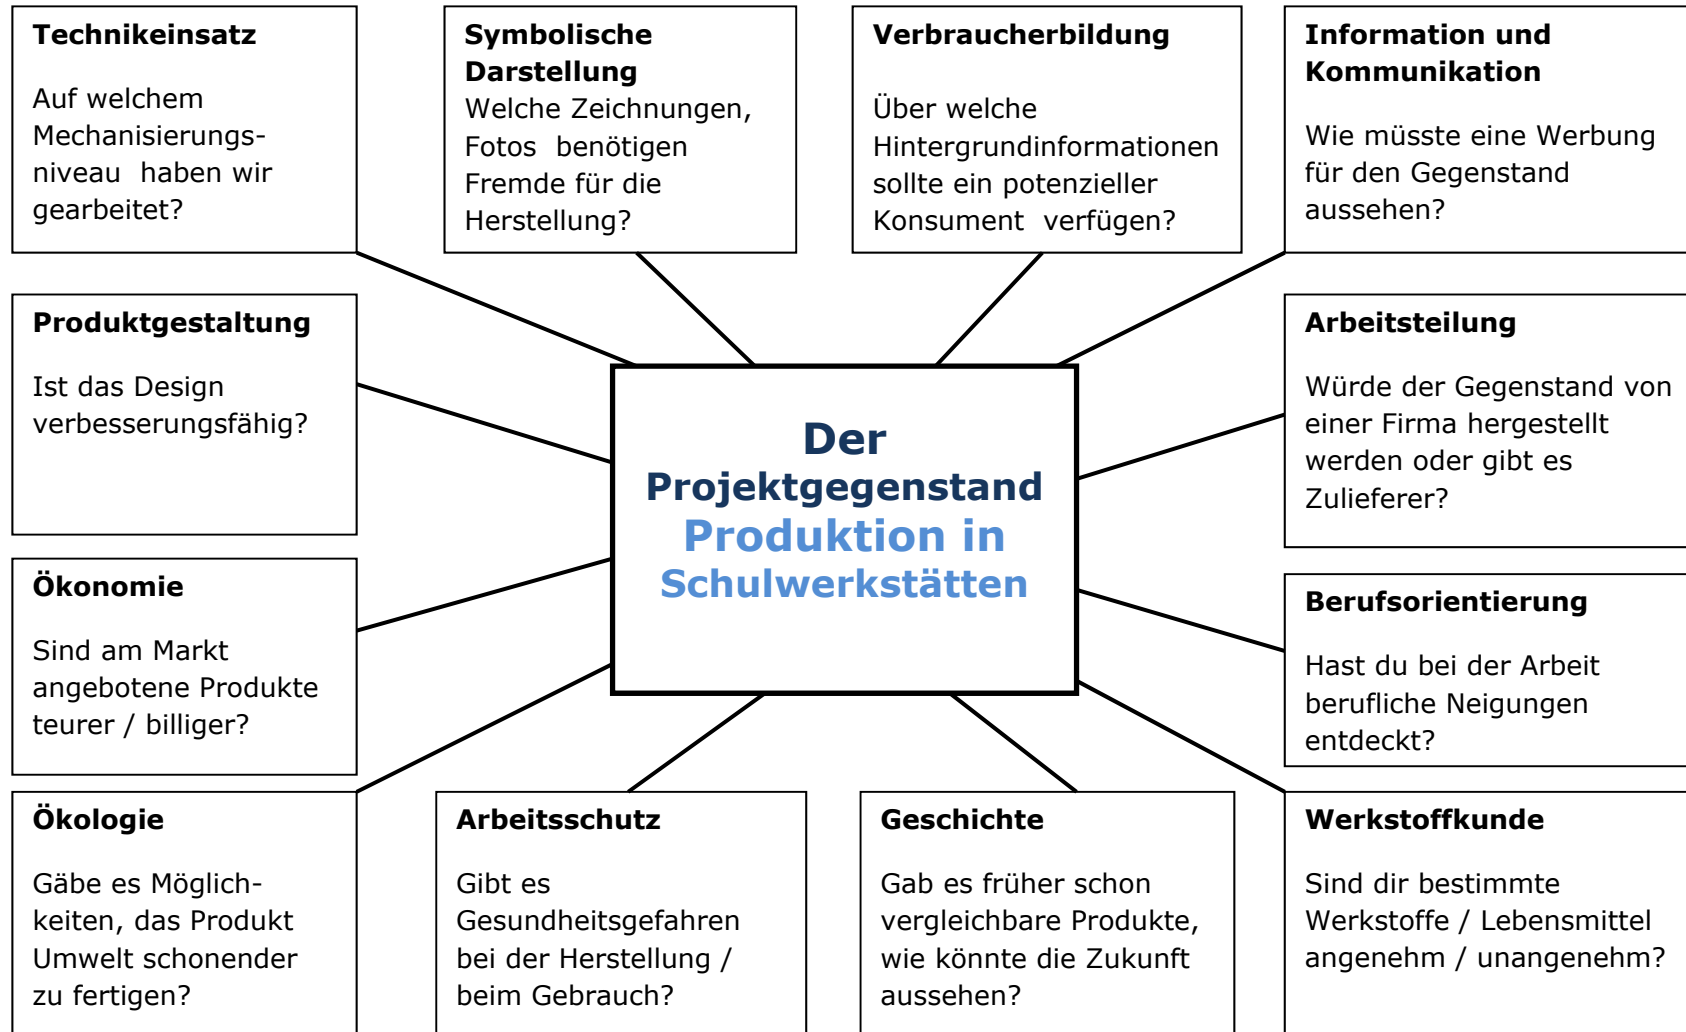 Technikeinsatz
Auf welchem
Mechanisierungs-
niveau haben wir
gearbeitet?
Symbolische
Darstellung
Welche Zeichnungen,
Fotos benötigen
Fremde für die
Herstellung?
Verbraucherbildung
Über welche
Hintergrundinformationen
sollte ein potenzieller
Konsument verfügen?
Information und
Kommunikation
Wie müsste eine Werbung
für den Gegenstand
aussehen?
Produktgestaltung
Ist das Design
verbesserungsfähig?
Der
Projektgegenstand
Produktion in
Schulwerkstätten
Arbeitsteilung
Würde der Gegenstand von
einer Firma hergestellt
werden oder gibt es
Zulieferer?
Ökonomie
Sind am Markt
angebotene Produkte
teurer / billiger?
Berufsorientierung
Hast du bei der Arbeit
berufliche Neigungen
entdeckt?
Ökologie
Gäbe es Möglich-
keiten, das Produkt
Umwelt schonender
zu fertigen?
Arbeitsschutz
Gibt es
Gesundheitsgefahren
bei der Herstellung /
beim Gebrauch?
Geschichte
Gab es früher schon
vergleichbare Produkte,
wie könnte die Zukunft
aussehen?
Werkstoffkunde
Sind dir bestimmte
Werkstoffe / Lebensmittel
angenehm / unangenehm?